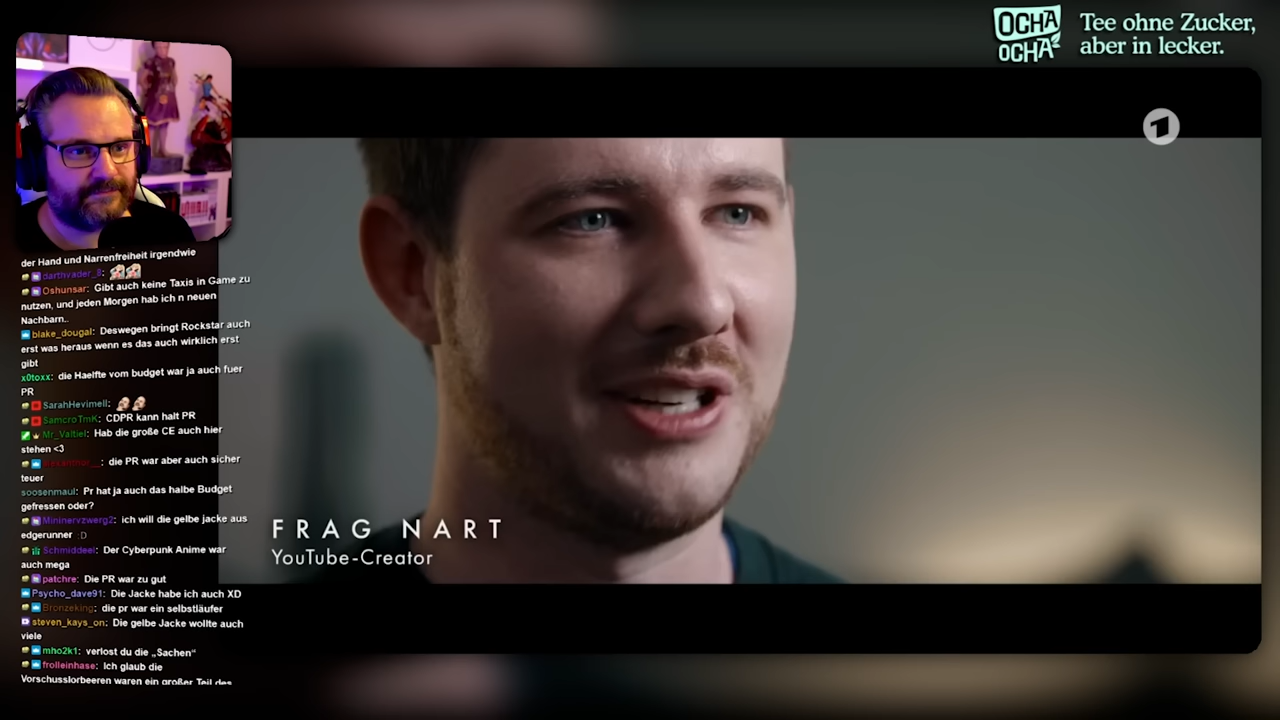 OCHA
OCHA
Tee ohne Zucker,
aber in lecker.
der Hand und Narrenfreiheit irgendwie
darthvader_ll:
Oshunsar: Gibt auch keine Taxis in Game zu
nutzen, und jeden Morgen hab ich n neuen
Nachbarn..
blake_dougal: Deswegen bringt Rockstar auch
erst was heraus wenn es das auch wirklich erst
gibt
x0toxx: die Haelfte vom budget war ja auch fuer
PR
SarahHevimell:
SamcroTmK: CDPR kann halt PR
Mr_Valtiel: Hab die große CE auch hier
stehen <3
: die PR war aber auch sicher
teuer
soosenmaul: Pr hat ja auch das halbe Budget
gefressen oder?
Mininervzwerg2: ich will die gelbe jacke aus
edgerunner :D
Schmiddeel: Der Cyberpunk Anime war
auch mega
patchre: Die PR war zu gut
Psycho_dave91: Die Jacke habe ich auch XD
Bronzeking: die pr war ein selbstläufer
steven_kays_on: Die gelbe Jacke wollte auch
viele
mho2k1: verlost du die „Sachen“
frolleinhase: Ich glaub die
Vorschusslorbeeren waren ein großer Teil des
FRAG NART
YouTube-Creator